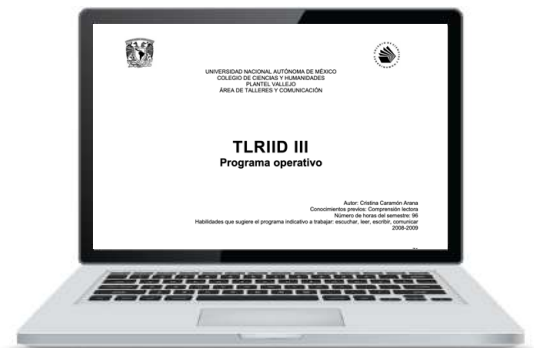 UNIVERSIDAD NACIONAL AUTÓNOMA DE MÉXICO
COLEGIO DE CIENCIAS Y HUMANIDADES
PLANTEL VALLEJO
ÁREA DE TALLERES Y COMUNICACIÓN
TLRIID III
Programa operativo
Autor: Cristina Caramón Arana
Conocimientos previos: Comprensión lectora
Número de horas del semestre: 96
Habilidades que sugiere el programa indicativo a trabajar: escuchar, leer, escribir, comunicar
2008-2009